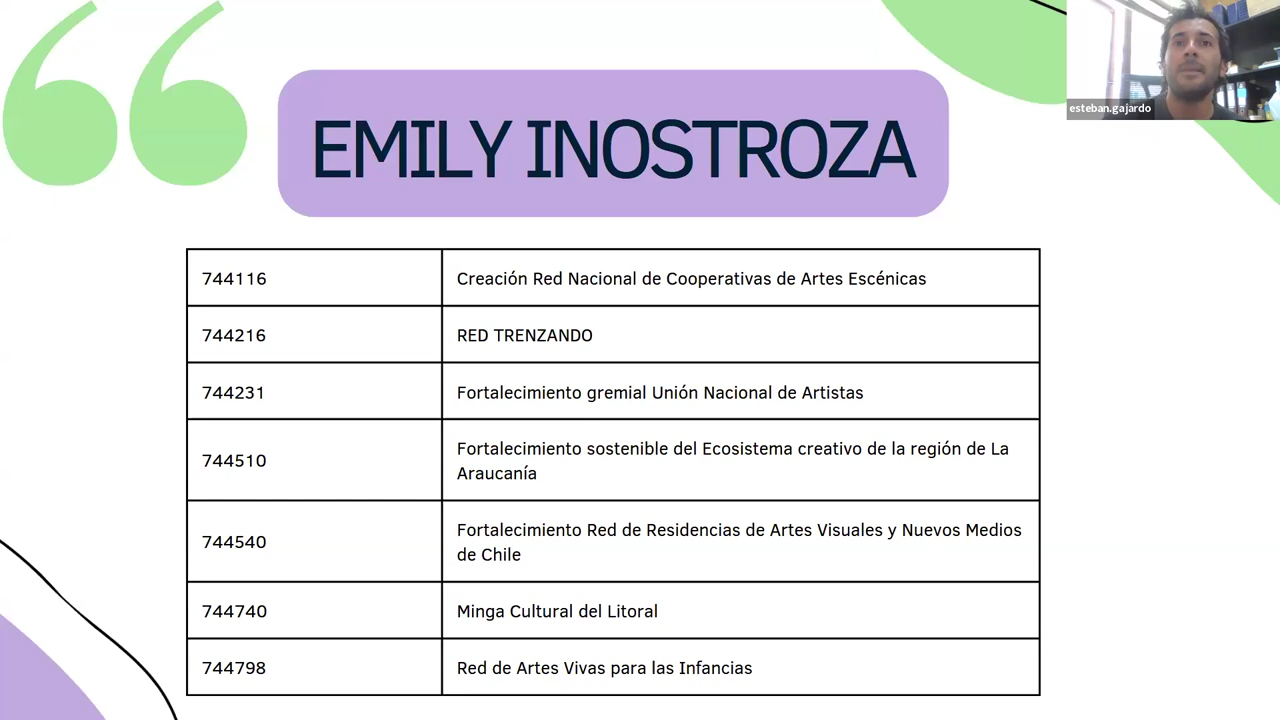 EMILY INOSTROZA
esteban.gajardo
744116 Creación Red Nacional de Cooperativas de Artes Escénicas
744216 RED TRENZANDO
744231 Fortalecimiento gremial Unión Nacional de Artistas
744510 Fortalecimiento sostenible del Ecosistema creativo de la región de La
Araucanía
744540 Fortalecimiento Red de Residencias de Artes Visuales y Nuevos Medios
de Chile
744740 Minga Cultural del Litoral
744798 Red de Artes Vivas para las Infancias